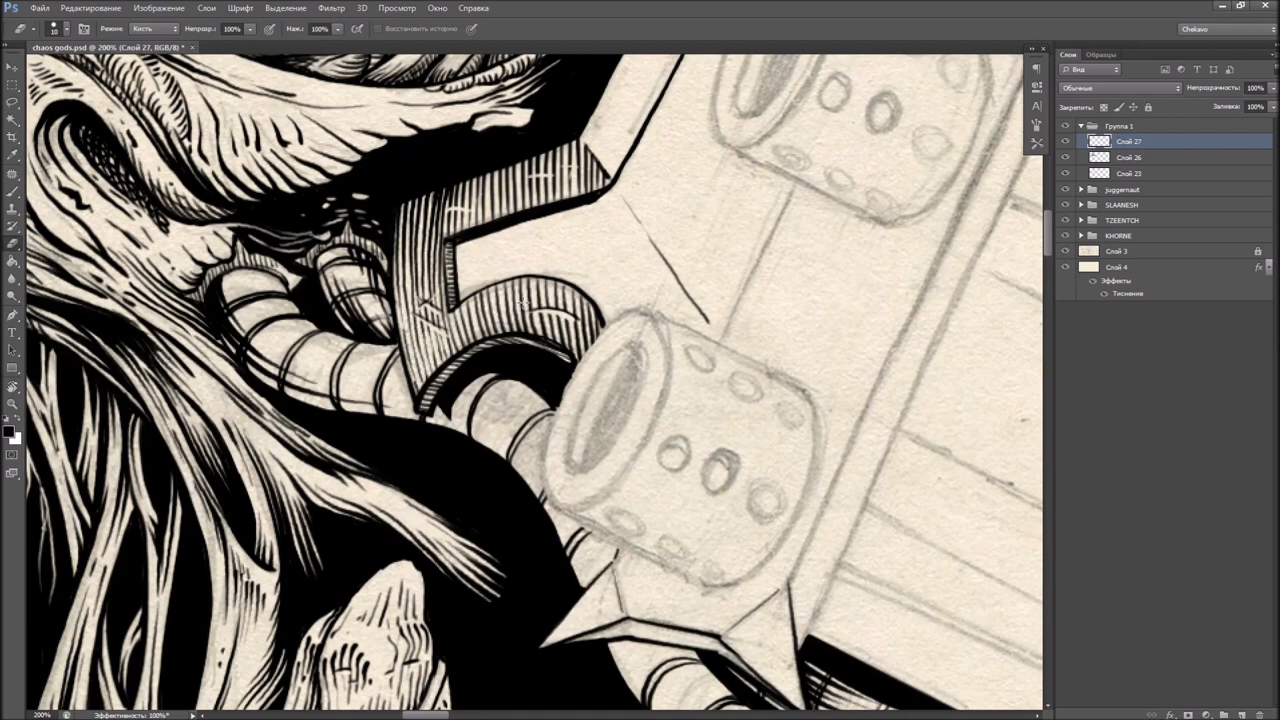 Ps Файл Редактирование Изображение Слои Шрифт Выделение Фильтр 3D Просмотр Окно Справка
10 Режим: Кисть Непрозр.: 100% Наж.: 100% Восстановить историю Chekavo
chaos gods.psd @ 200% (Слой 27, RGB/8) * ×
Слои Образцы
Вид
Обычные Непрозрачность: 100%
Закрепить: Заливка: 100%
Группа 1
Слой 27
Слой 26
Слой 23
juggernaut
SLAANESH
TZEENTCH
KHORNE
Слой 3
Слой 4 fx
Эффекты
Тиснение
200% Эффективность: 100%*